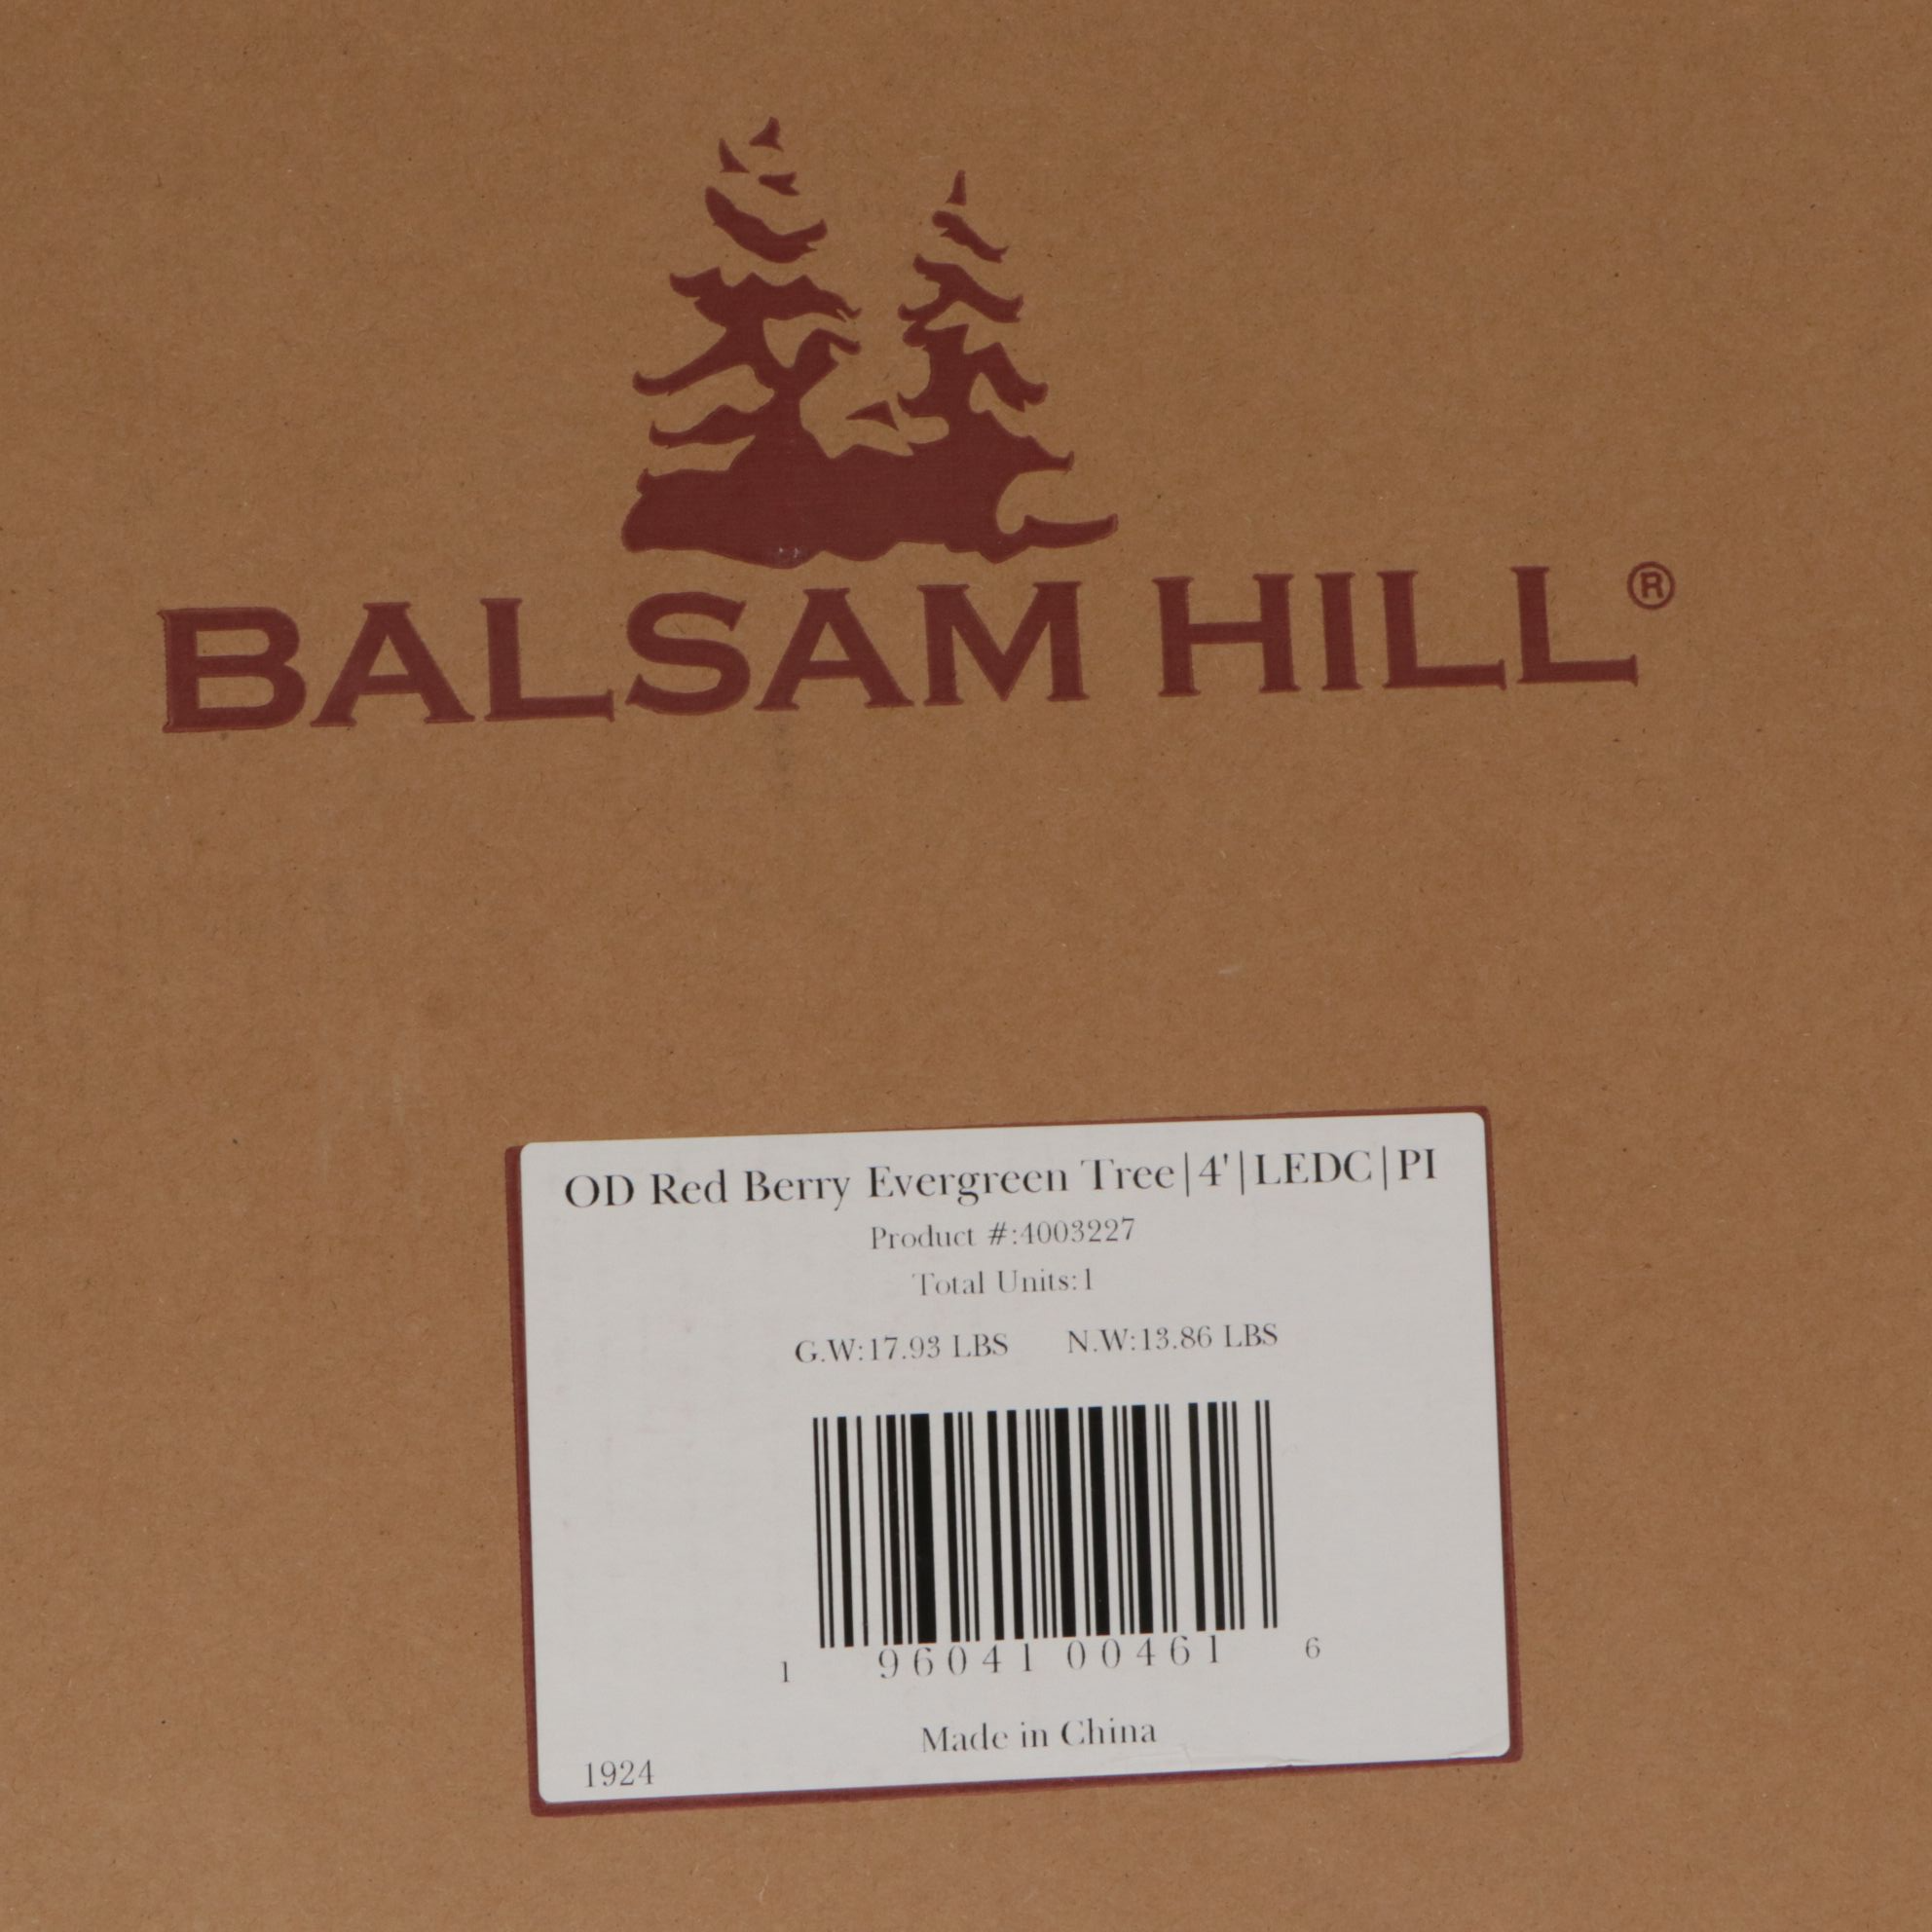 BALSAM HILL®
OD Red Berry Evergreen Tree|4'|LEDC|PI
Product #:4003227
Total Units:1
G.W:17.93 LBS N.W:13.86 LBS
1 96041 00461 6
Made in China
1924